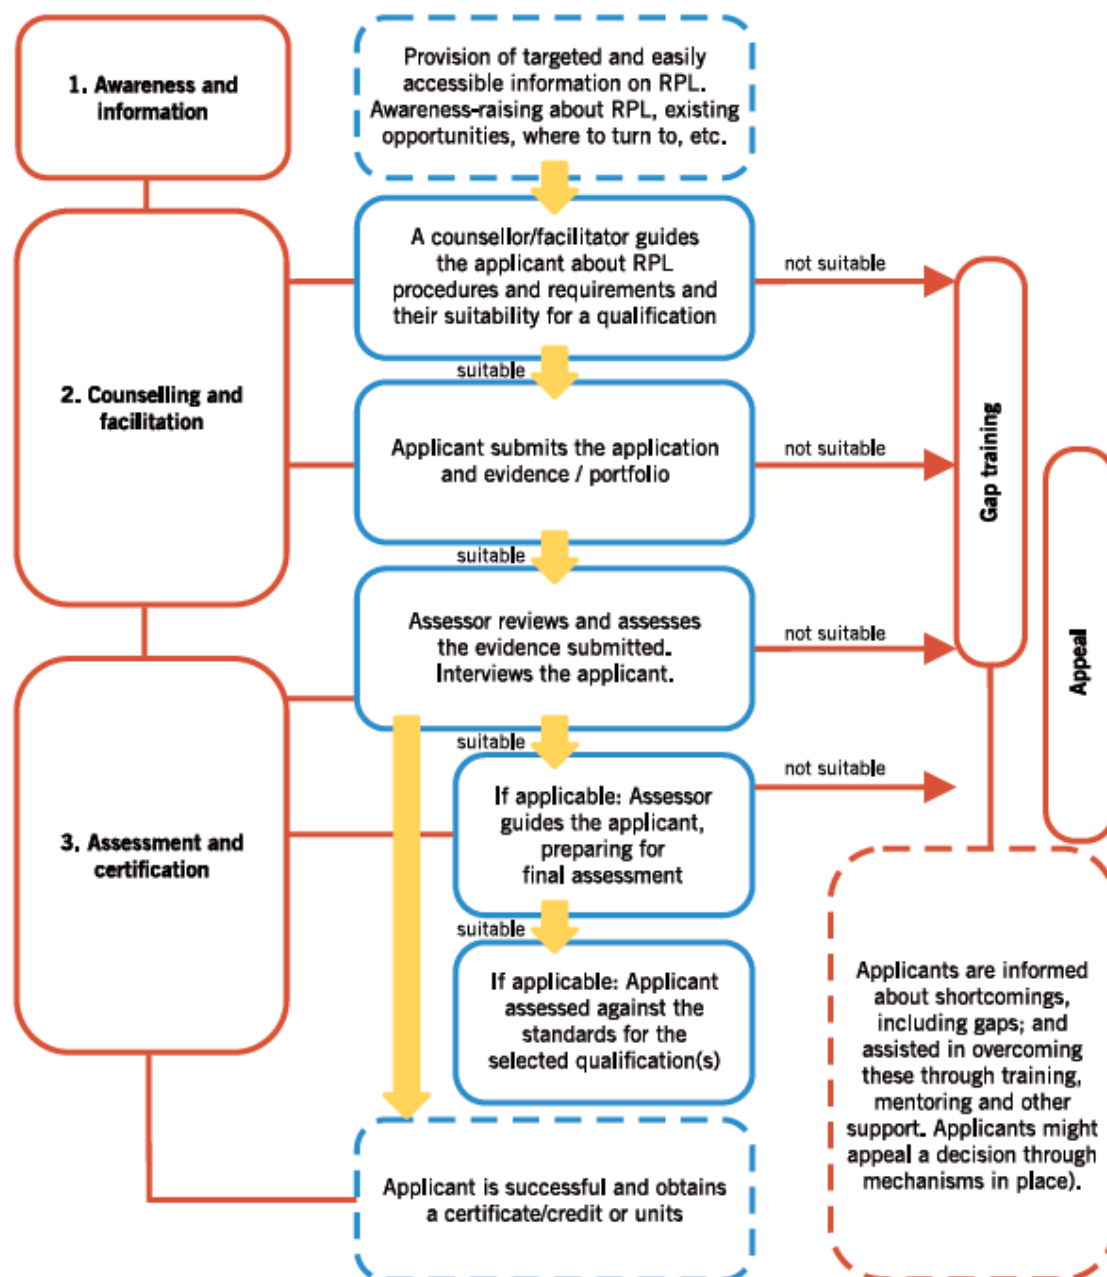 1. Awareness and
information
Provision of targeted and easily
accessible information on RPL.
Awareness-raising about RPL, existing
opportunities, where to turn to, etc.
2. Counselling and
facilitation
A counsellor/facilitator guides
the applicant about RPL
procedures and requirements and
their suitability for a qualification
not suitable
suitable
Applicant submits the application
and evidence / portfolio
not suitable
suitable
3. Assessment and
certification
Assessor reviews and assesses
the evidence submitted.
Interviews the applicant.
not suitable
suitable
If applicable: Assessor
guides the applicant,
preparing for
final assessment
not suitable
suitable
If applicable: Applicant
assessed against the
standards for the
selected qualification(s)
Applicant is successful and obtains
a certificate/credit or units
Gap training
Appeal
Applicants are informed
about shortcomings,
including gaps; and
assisted in overcoming
these through training,
mentoring and other
support. Applicants might
appeal a decision through
mechanisms in place).